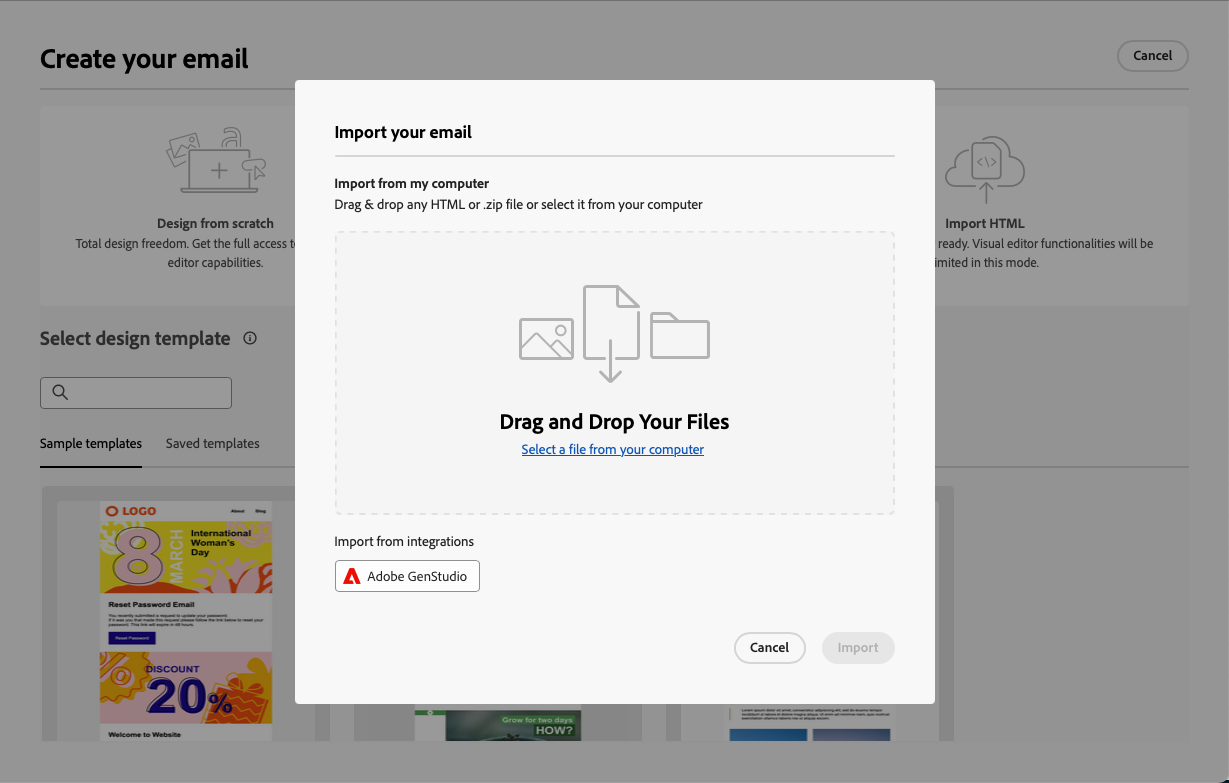 Create your email
Cancel
Import your email
Import from my computer
Drag & drop any HTML or .zip file or select it from your computer
Drag and Drop Your Files
Select a file from your computer
Import from integrations
Adobe GenStudio
Cancel
Import
Design from scratch
Total design freedom. Get the full access to
editor capabilities.
</>
Import HTML
ready. Visual editor functionalities will be
limited in this mode.
Select design template
Sample templates
Saved templates
LOGO
About
Blog
8
MARCH
International
Woman's
Day
Reset Password Email
You recently submitted a request to update your password.
If it was you that made this request please follow the link below to reset your
password. This link will expire in 48 hours.
Reset Password
DISCOUNT
20%
Welcome to Website
Grow for two days
HOW?